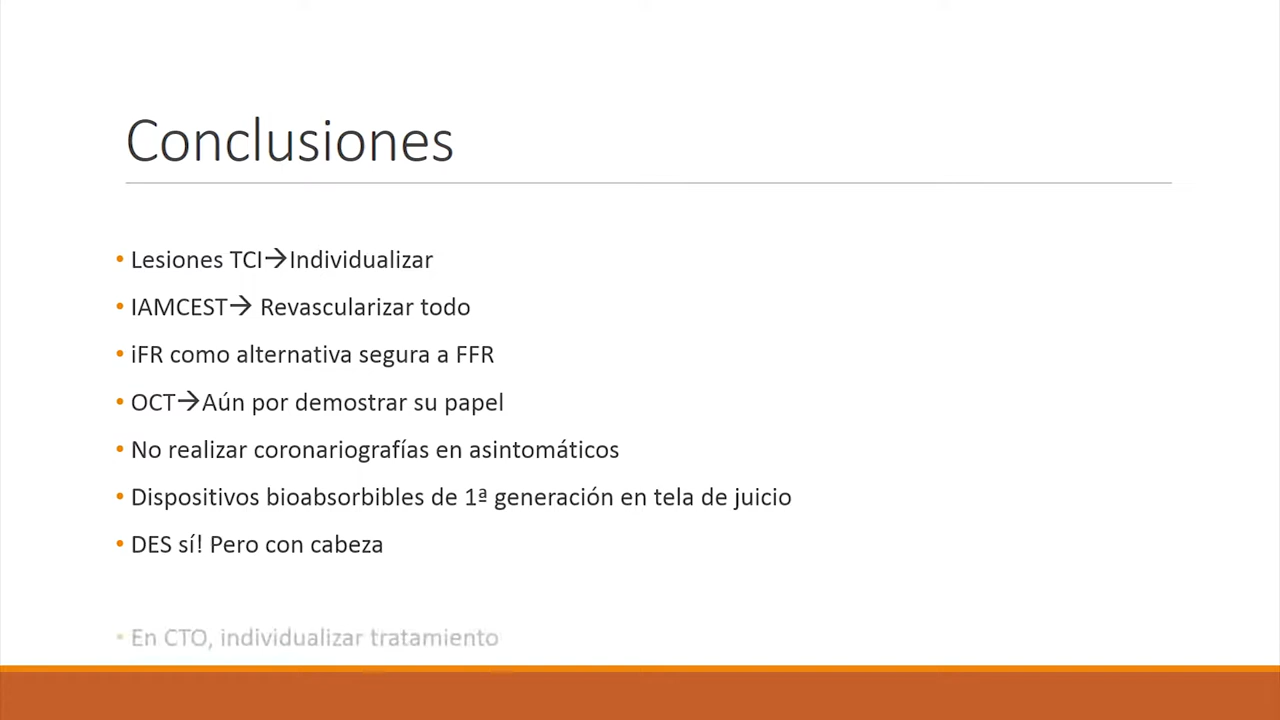 Conclusiones
• Lesiones TCI→Individualizar
• IAMCEST→ Revascularizar todo
• iFR como alternativa segura a FFR
• OCT→Aún por demostrar su papel
• No realizar coronariografías en asintomáticos
• Dispositivos bioabsorbibles de 1ª generación en tela de juicio
• DES sí! Pero con cabeza
• En CTO, individualizar tratamiento